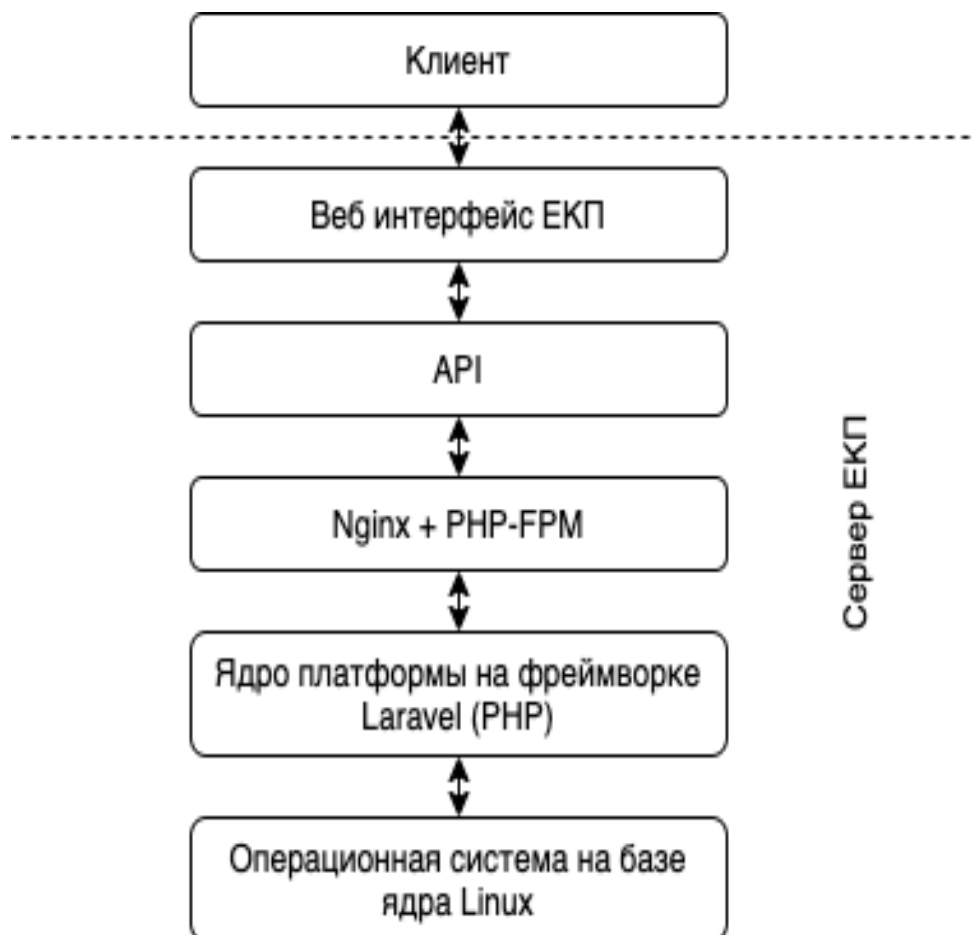 Клиент
Веб интерфейс ЕКП
API
Nginx + PHP-FPM
Сервер ЕКП
Ядро платформы на фреймворке
Laravel (PHP)
Операционная система на базе
ядра Linux